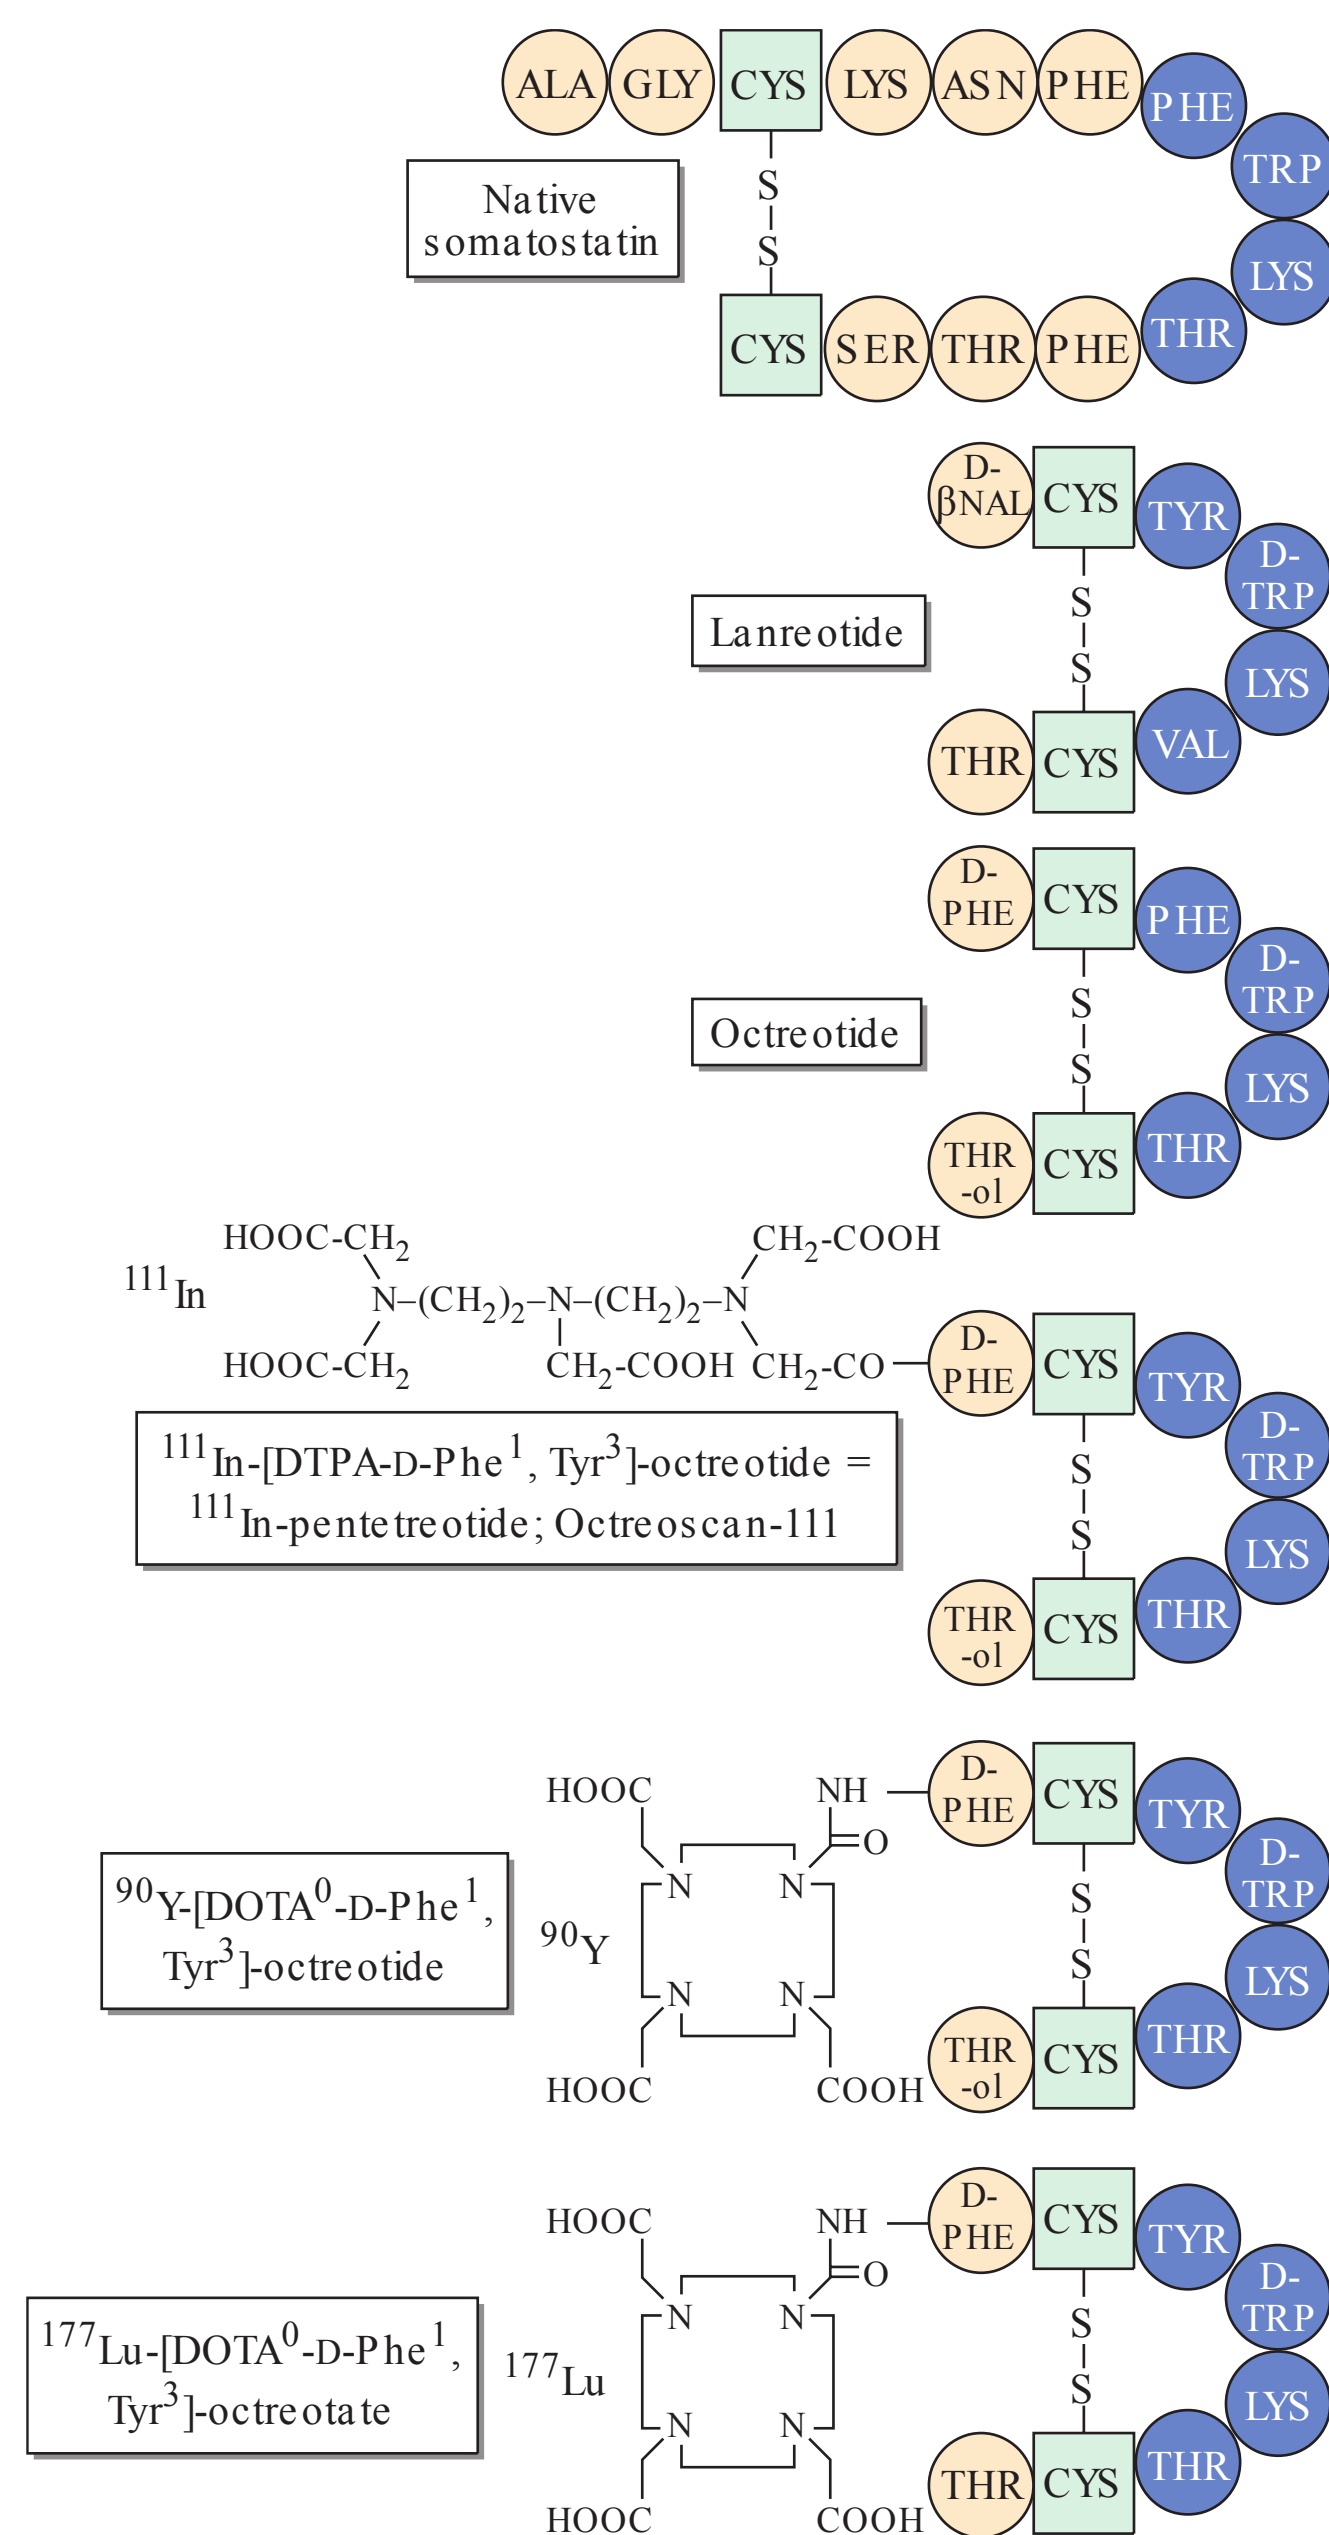 ALA GLY CYS LYS ASN PHE PHE
TRP
S
Native
somatostatin
S
LYS
THR
CYS SER THR PHE
D-
βNAL CYS TYR
D-
TRP
S
Lanreotide
S
LYS
VAL
THR CYS
D-
PHE CYS PHE
D-
TRP
S
Octreotide
S
LYS
THR
THR
-ol CYS
HOOC-CH₂ CH₂-COOH
¹¹¹In N–(CH₂)₂–N–(CH₂)₂–N
HOOC-CH₂ CH₂-COOH CH₂-CO D-
PHE CYS TYR
D-
TRP
¹¹¹In-[DTPA-D-Phe¹, Tyr³]-octreotide =
¹¹¹In-pentetreotide; Octreoscan-111
S
S
LYS
THR
THR
-ol CYS
HOOC NH D-
PHE CYS TYR
O
D-
TRP
N N
S
⁹⁰Y-[DOTA⁰-D-Phe¹,
Tyr³]-octreotide
⁹⁰Y
S
LYS
N N
THR
THR
-ol CYS
HOOC COOH
HOOC NH D-
PHE CYS TYR
O
D-
TRP
N N
S
¹⁷⁷Lu-[DOTA⁰-D-Phe¹,
Tyr³]-octreotate
¹⁷⁷Lu
S
LYS
N N
THR
THR CYS
HOOC COOH